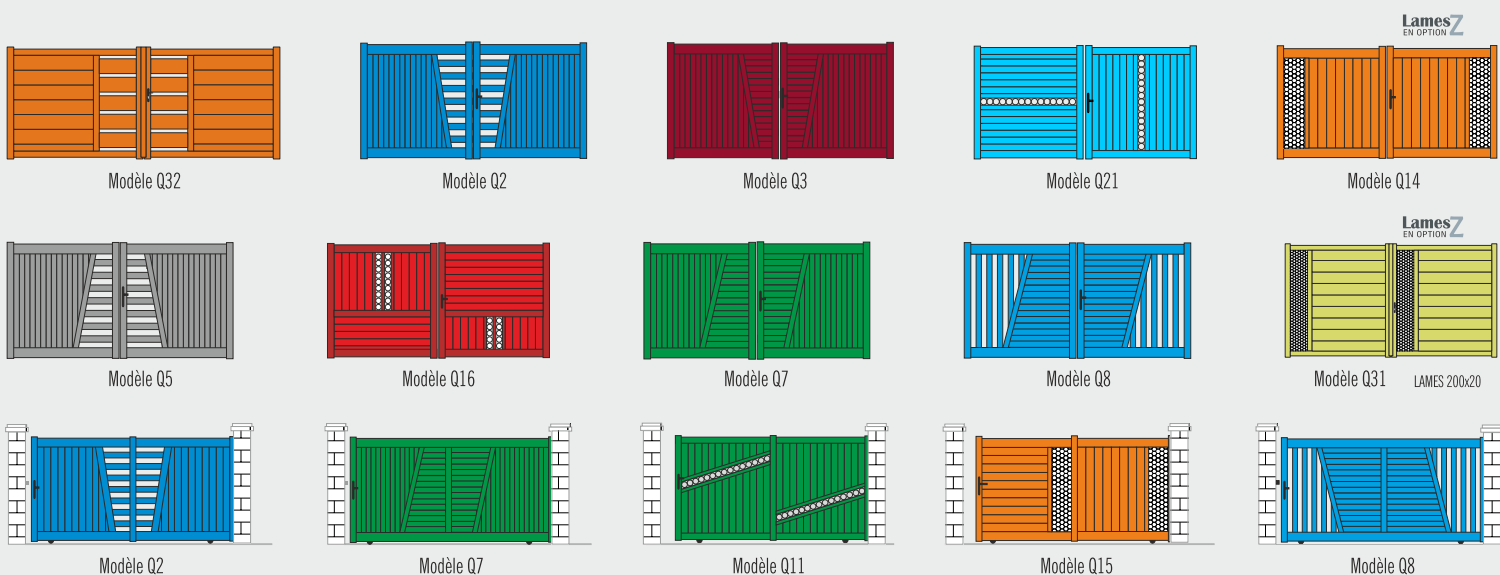 Lames Z
EN OPTION
Modèle Q32
Modèle Q2
Modèle Q3
Modèle Q21
Modèle Q14
Lames Z
EN OPTION
Modèle Q5
Modèle Q16
Modèle Q7
Modèle Q8
Modèle Q31
LAMES 200x20
Modèle Q2
Modèle Q7
Modèle Q11
Modèle Q15
Modèle Q8